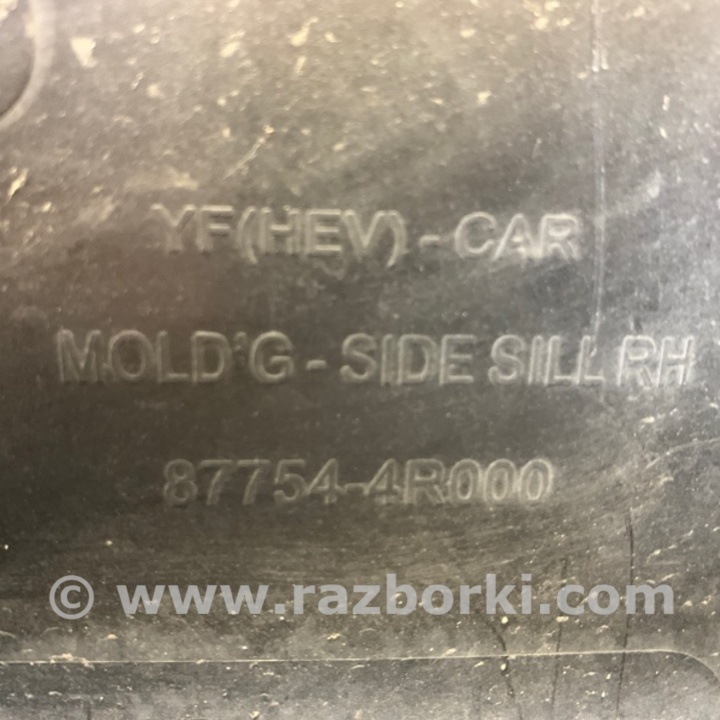 YF(HEV) - CAR
MOLD'G - SIDE SILL RH
87754-4R000
© www.razborki.com